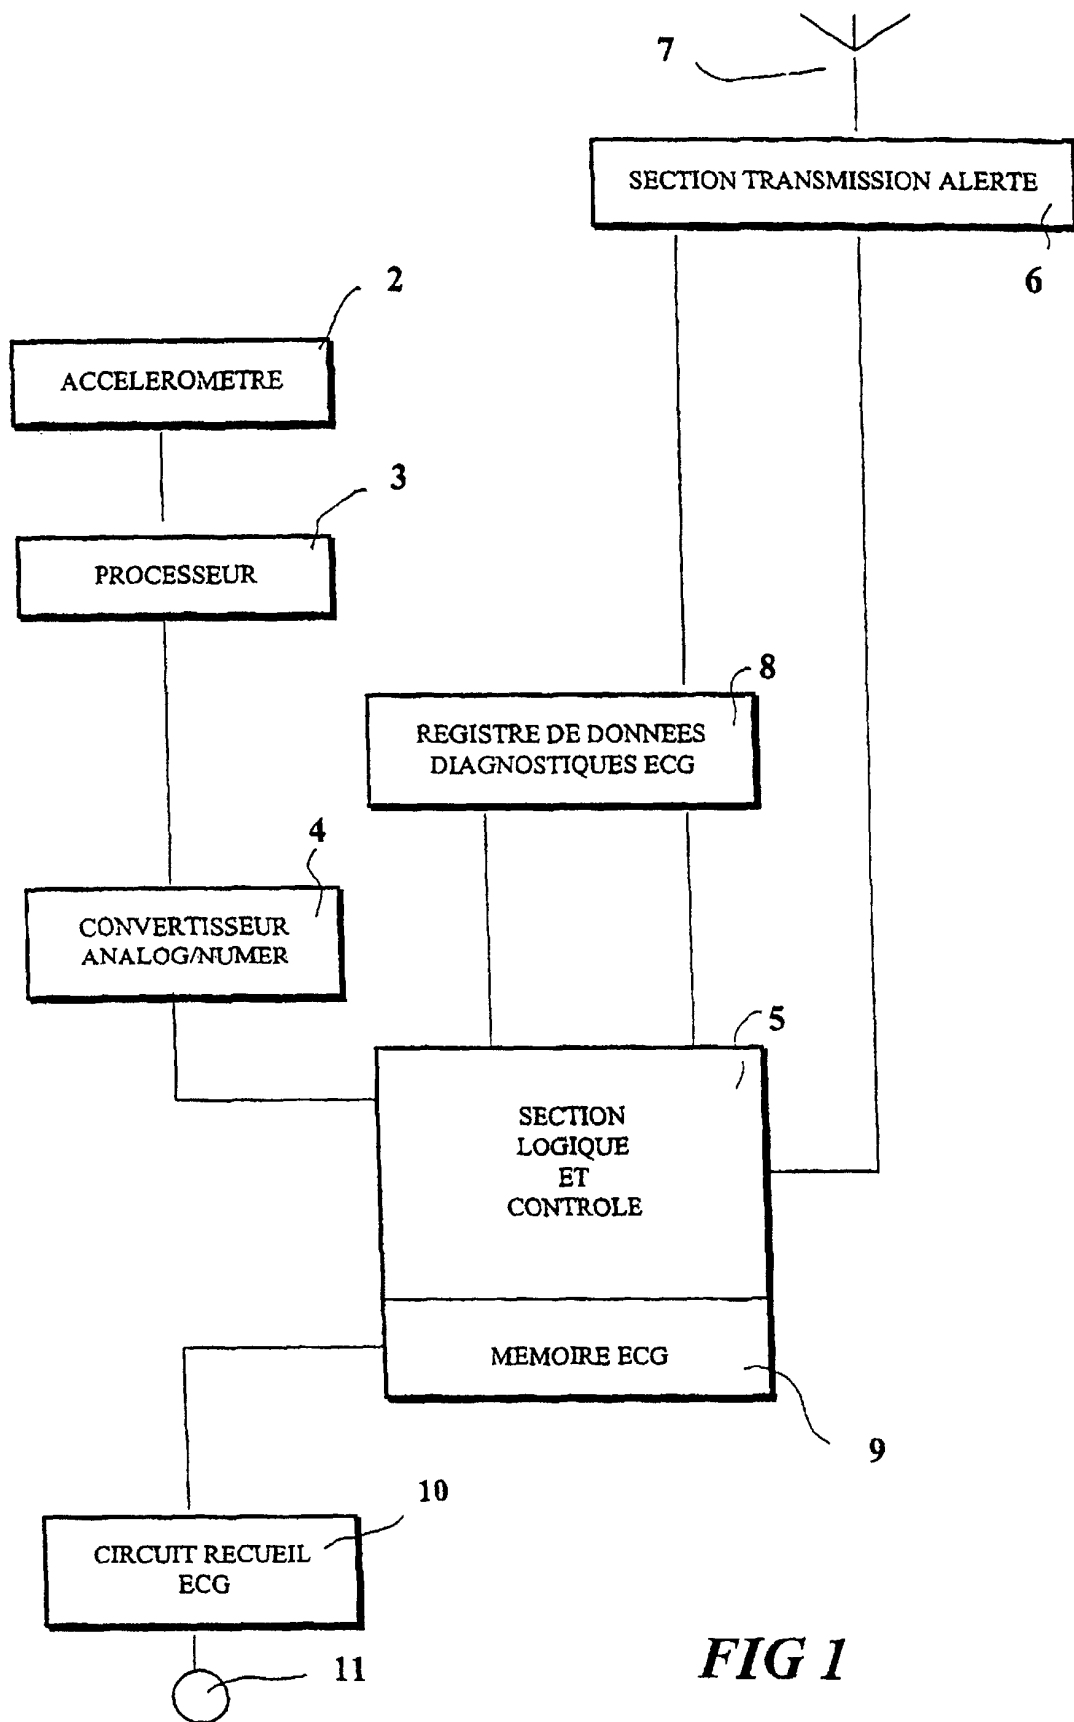 7
SECTION TRANSMISSION ALERTE
6
2
ACCELEROMETRE
3
PROCESSEUR
8
REGISTRE DE DONNEES
DIAGNOSTIQUES ECG
4
CONVERTISSEUR
ANALOG/NUMER
5
SECTION
LOGIQUE
ET
CONTROLE
MEMOIRE ECG
9
10
CIRCUIT RECUEIL
ECG
11
FIG 1